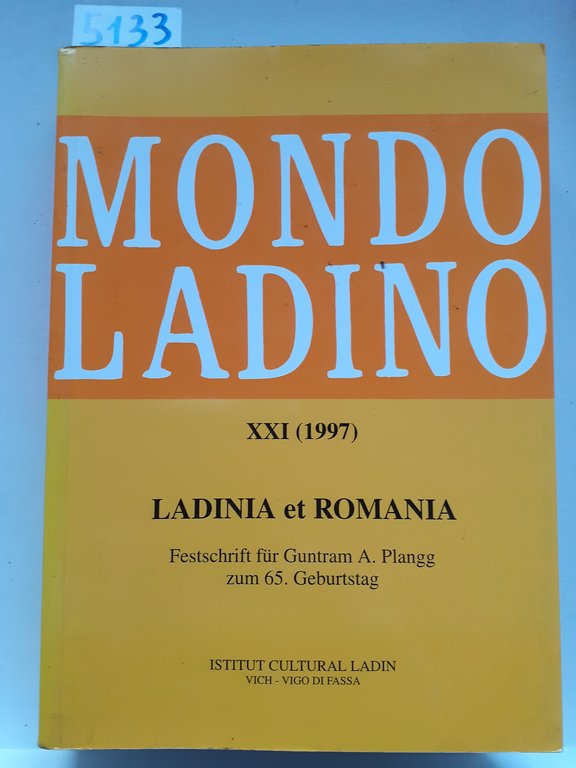 5133
MONDO
LADINO
XXI (1997)
LADINIA et ROMANIA
Festschrift für Guntram A. Plangg
zum 65. Geburtstag
ISTITUT CULTURAL LADIN
VICH - VIGO DI FASSA